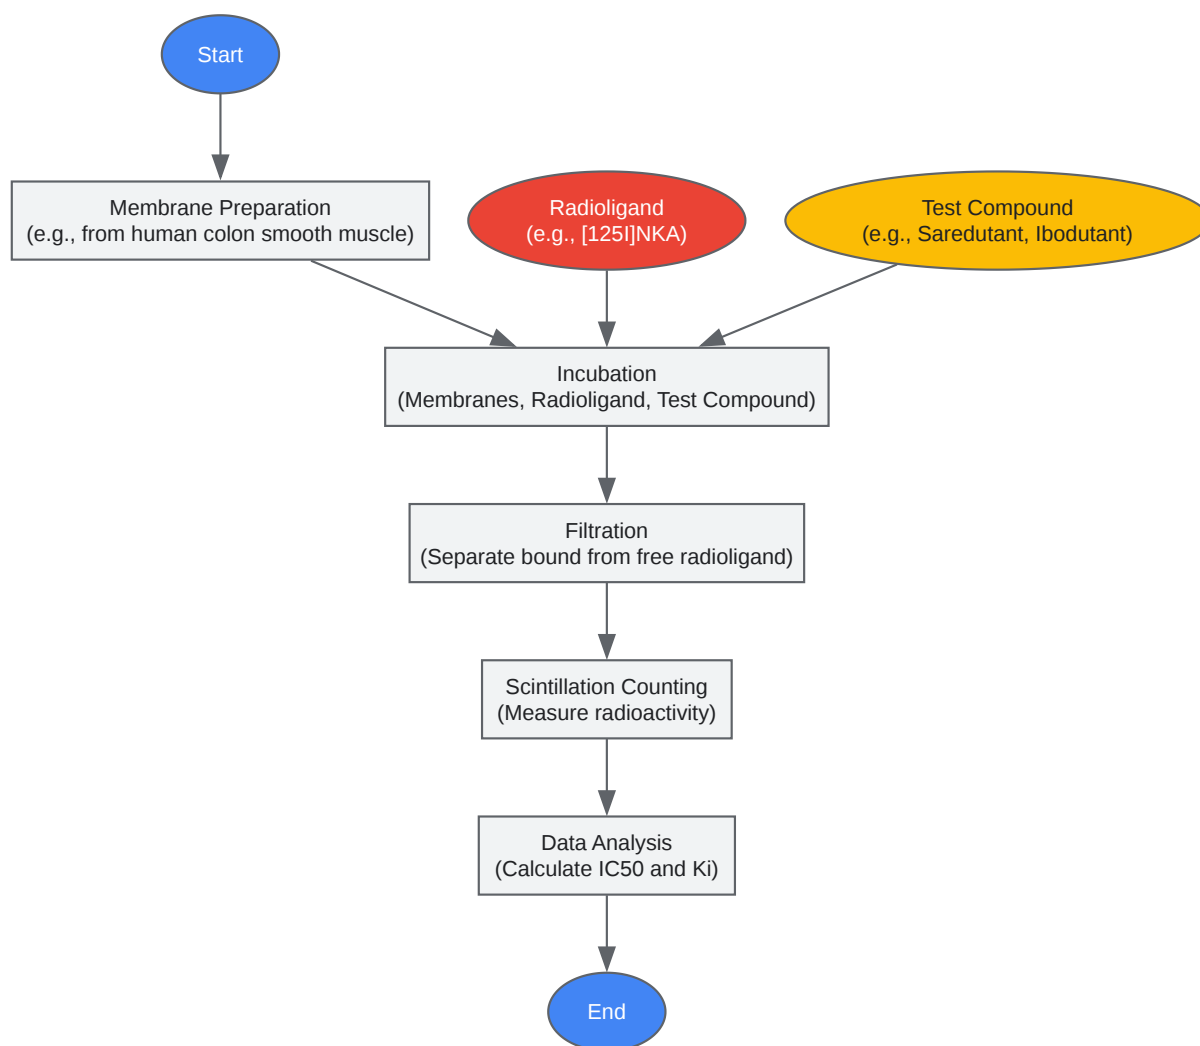 Start
Membrane Preparation
(e.g., from human colon smooth muscle)
Radioligand
(e.g., [125I]NKA)
Test Compound
(e.g., Saredutant, Ibodutant)
Incubation
(Membranes, Radioligand, Test Compound)
Filtration
(Separate bound from free radioligand)
Scintillation Counting
(Measure radioactivity)
Data Analysis
(Calculate IC50 and Ki)
End